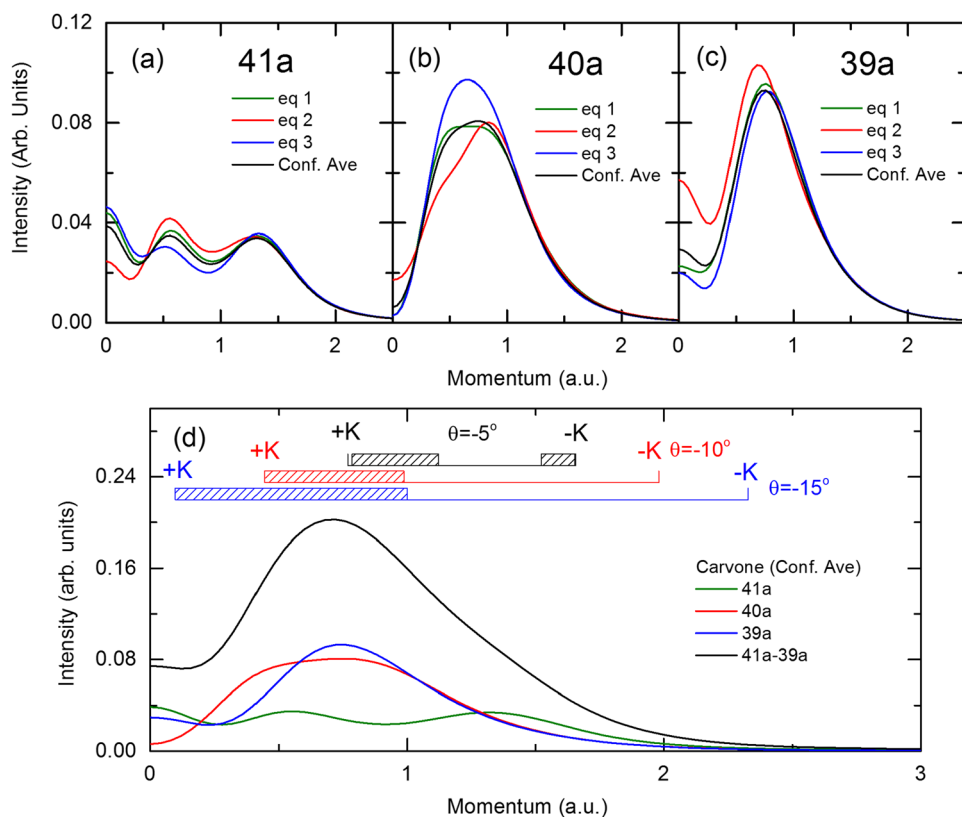 (a) 41a
eq 1
eq 2
eq 3
Conf. Ave
(b) 40a
eq 1
eq 2
eq 3
Conf. Ave
(c) 39a
eq 1
eq 2
eq 3
Conf. Ave
Intensity (Arb. Units)
0.12
0.08
0.04
0.00
0 1 2 0 1 2 0 1 2
Momentum (a.u.)
(d)
+K θ=-5° -K
+K -K θ=-10°
+K -K θ=-15°
Carvone (Conf. Ave)
41a
40a
39a
41a-39a
Intensity (arb. units)
0.24
0.16
0.08
0.00
0 1 2 3
Momentum (a.u.)